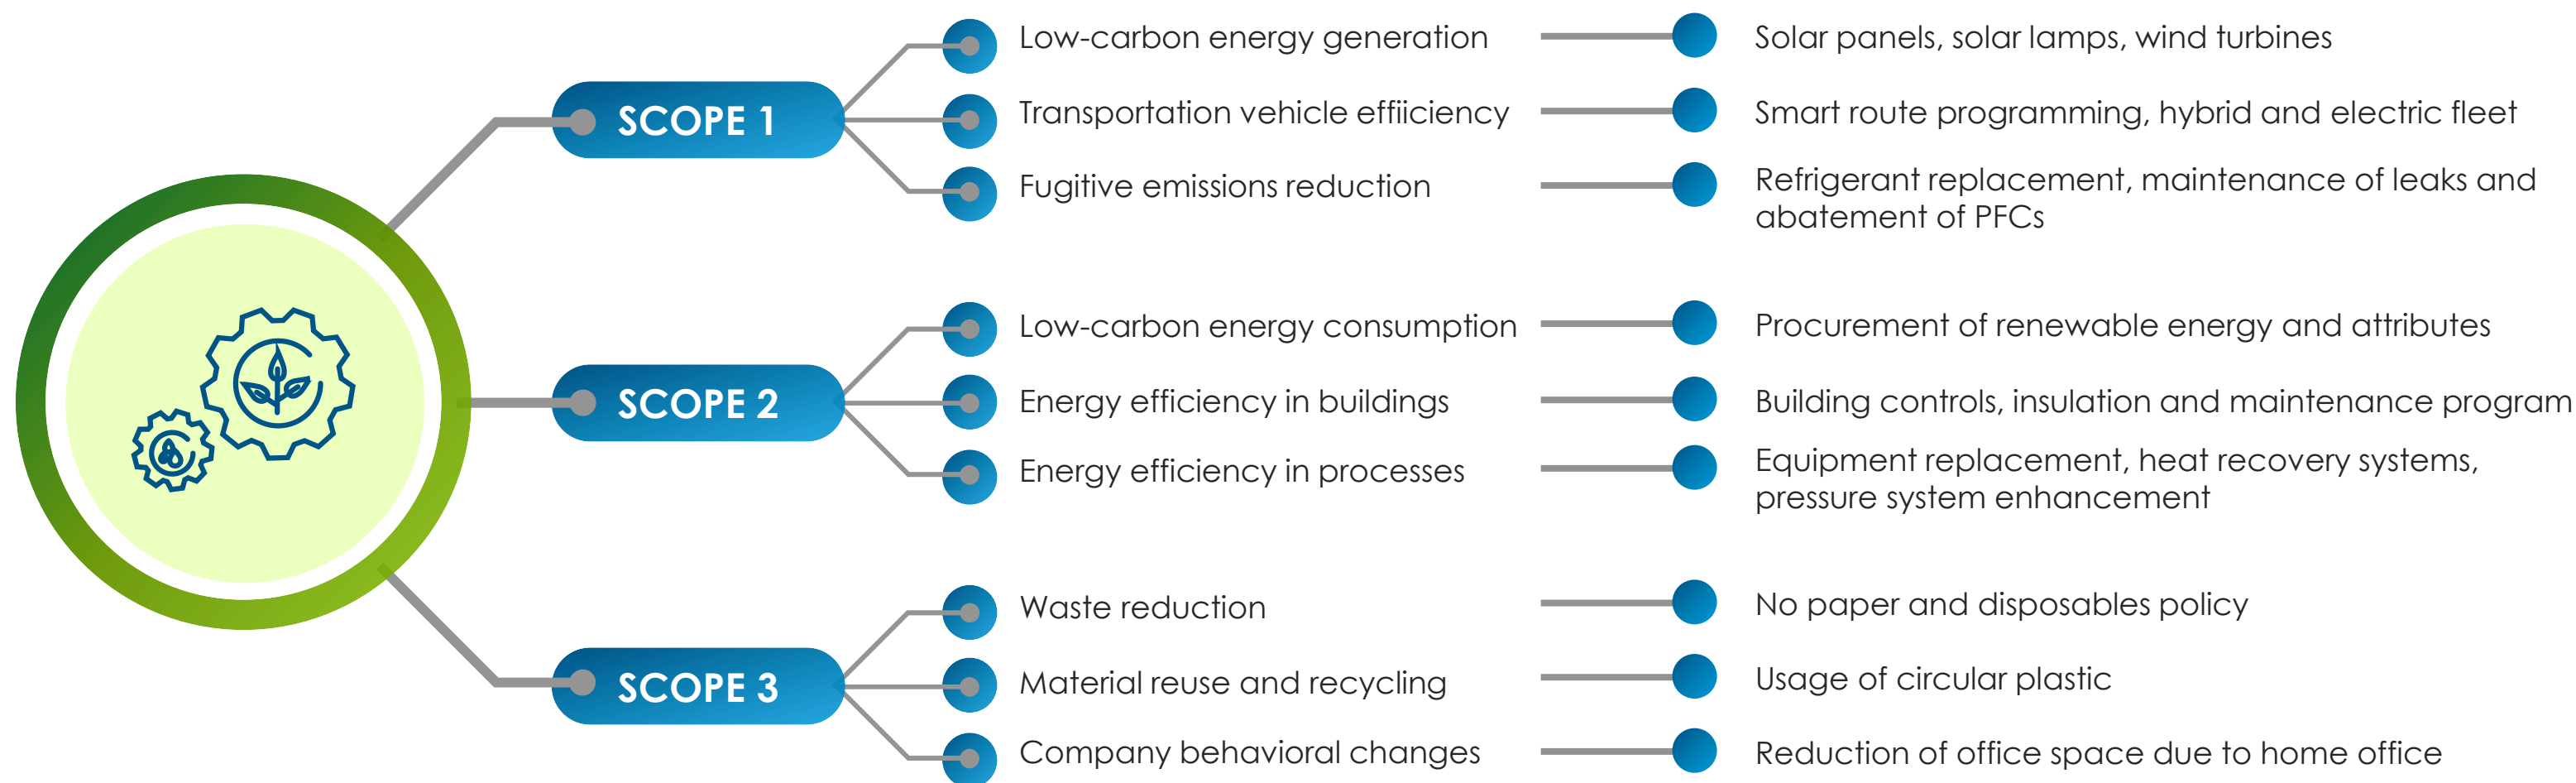 SCOPE 1
Low-carbon energy generation
Solar panels, solar lamps, wind turbines
Transportation vehicle effiiciency
Smart route programming, hybrid and electric fleet
Fugitive emissions reduction
Refrigerant replacement, maintenance of leaks and
abatement of PFCs
SCOPE 2
Low-carbon energy consumption
Procurement of renewable energy and attributes
Energy efficiency in buildings
Building controls, insulation and maintenance program
Energy efficiency in processes
Equipment replacement, heat recovery systems,
pressure system enhancement
SCOPE 3
Waste reduction
No paper and disposables policy
Material reuse and recycling
Usage of circular plastic
Company behavioral changes
Reduction of office space due to home office